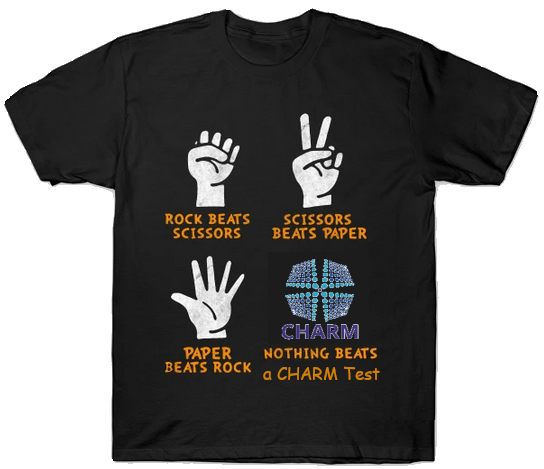 ROCK BEATS
SCISSORS
SCISSORS
BEATS PAPER
PAPER
BEATS ROCK
CHARM
NOTHING BEATS
a CHARM Test